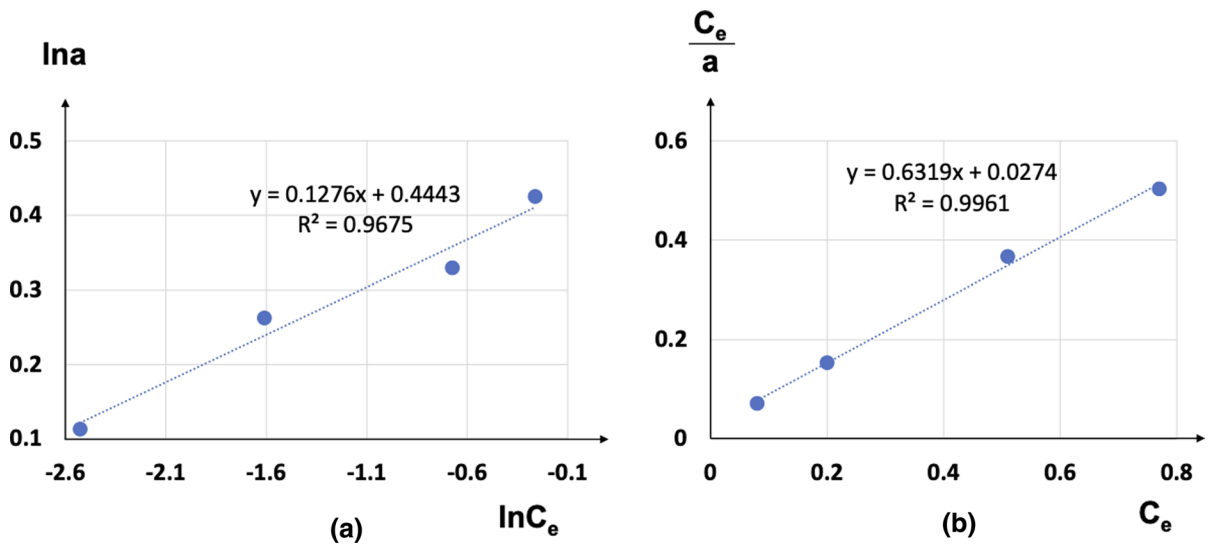 lna
0.5
0.4
0.3
0.2
0.1
y = 0.1276x + 0.4443
R² = 0.9675
-2.6 -2.1 -1.6 -1.1 -0.6 -0.1
lnCₑ
(a)
Cₑ
a
0.6
0.4
0.2
0
y = 0.6319x + 0.0274
R² = 0.9961
0 0.2 0.4 0.6 0.8
Cₑ
(b)